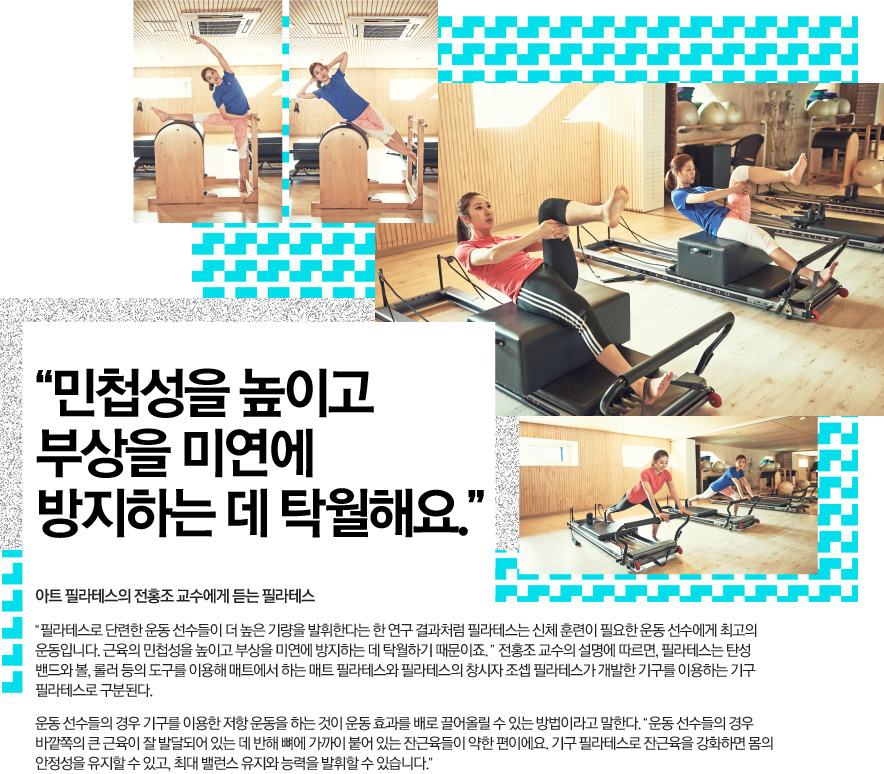 “민첩성을 높이고
부상을 미연에
방지하는 데 탁월해요.”
아트 필라테스의 전홍조 교수에게 듣는 필라테스
“필라테스로 단련한 운동 선수들이 더 높은 기량을 발휘한다는 한 연구 결과처럼 필라테스는 신체 훈련이 필요한 운동 선수에게 최고의
운동입니다. 근육의 민첩성을 높이고 부상을 미연에 방지하는 데 탁월하기 때문이죠. ” 전홍조 교수의 설명에 따르면, 필라테스는 탄성
밴드와 볼, 롤러 등의 도구를 이용해 매트에서 하는 매트 필라테스와 필라테스의 창시자 조셉 필라테스가 개발한 기구를 이용하는 기구
필라테스로 구분된다.
운동 선수들의 경우 기구를 이용한 저항 운동을 하는 것이 운동 효과를 배로 끌어올릴 수 있는 방법이라고 말한다. “운동 선수들의 경우
바깥쪽의 큰 근육이 잘 발달되어 있는 데 반해 뼈에 가까이 붙어 있는 잔근육들이 약한 편이에요. 기구 필라테스로 잔근육을 강화하면 몸의
안정성을 유지할 수 있고, 최대 밸런스 유지와 능력을 발휘할 수 있습니다.”